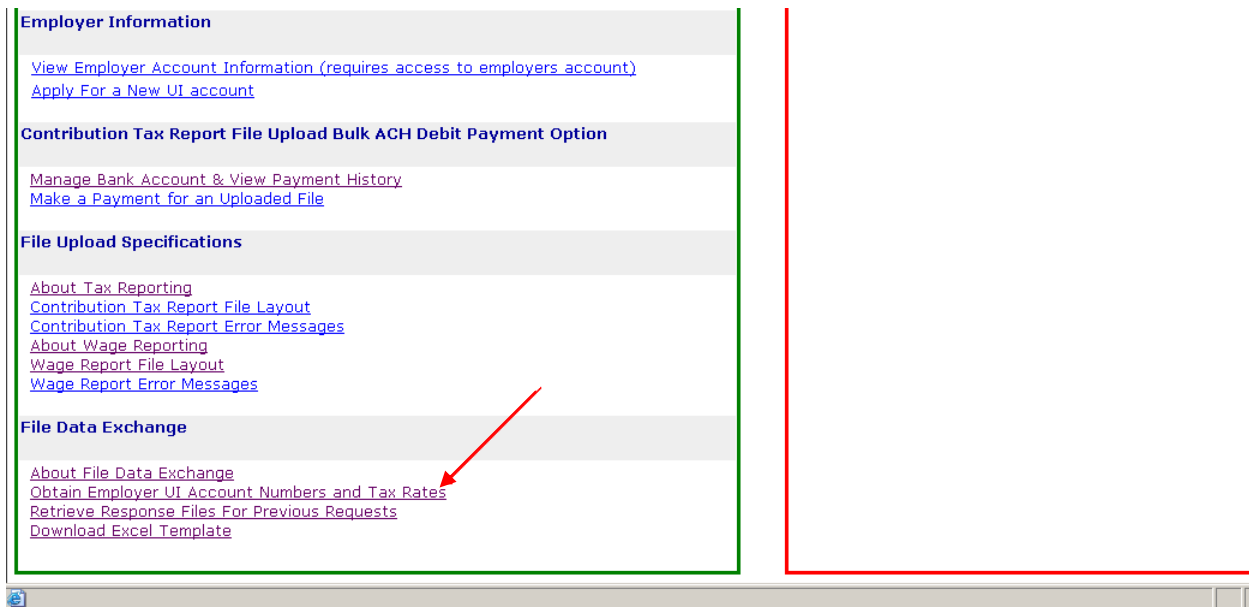 Employer Information
View Employer Account Information (requires access to employers account)
Apply For a New UI account
Contribution Tax Report File Upload Bulk ACH Debit Payment Option
Manage Bank Account & View Payment History
Make a Payment for an Uploaded File
File Upload Specifications
About Tax Reporting
Contribution Tax Report File Layout
Contribution Tax Report Error Messages
About Wage Reporting
Wage Report File Layout
Wage Report Error Messages
File Data Exchange
About File Data Exchange
Obtain Employer UI Account Numbers and Tax Rates
Retrieve Response Files For Previous Requests
Download Excel Template